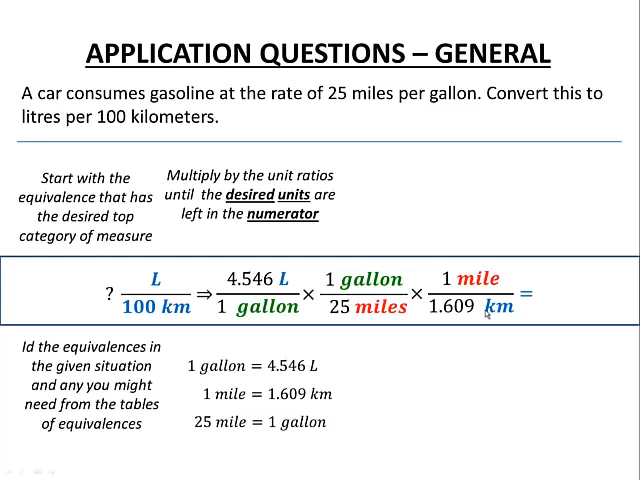 APPLICATION QUESTIONS – GENERAL
A car consumes gasoline at the rate of 25 miles per gallon. Convert this to
litres per 100 kilometers.
Start with the
equivalence that has
the desired top
category of measure
Multiply by the unit ratios
until the desired units are
left in the numerator
? L / 100 km ⇒ 4.546 L / 1 gallon × 1 gallon / 25 miles × 1 mile / 1.609 km =
Id the equivalences in
the given situation
and any you might
need from the tables
of equivalences
1 gallon = 4.546 L
1 mile = 1.609 km
25 mile = 1 gallon